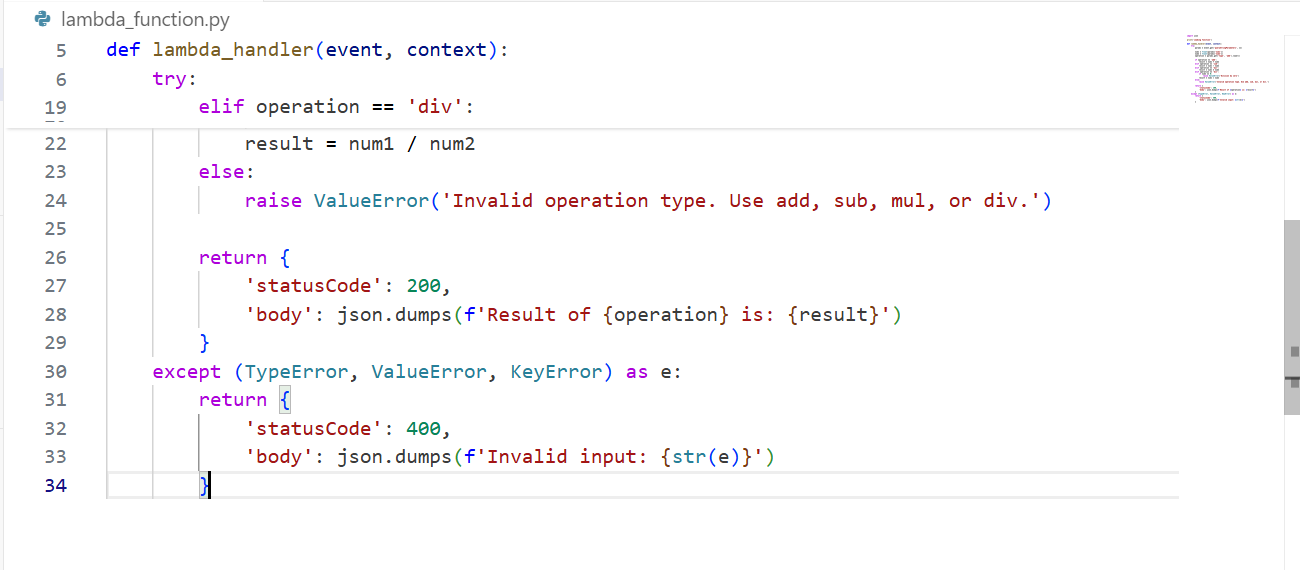 lambda_function.py
5 def lambda_handler(event, context):
6 try:
19 elif operation == 'div':
22 result = num1 / num2
23 else:
24 raise ValueError('Invalid operation type. Use add, sub, mul, or div.')
25
26 return {
27 'statusCode': 200,
28 'body': json.dumps(f'Result of {operation} is: {result}')
29 }
30 except (TypeError, ValueError, KeyError) as e:
31 return {
32 'statusCode': 400,
33 'body': json.dumps(f'Invalid input: {str(e)}')
34 }